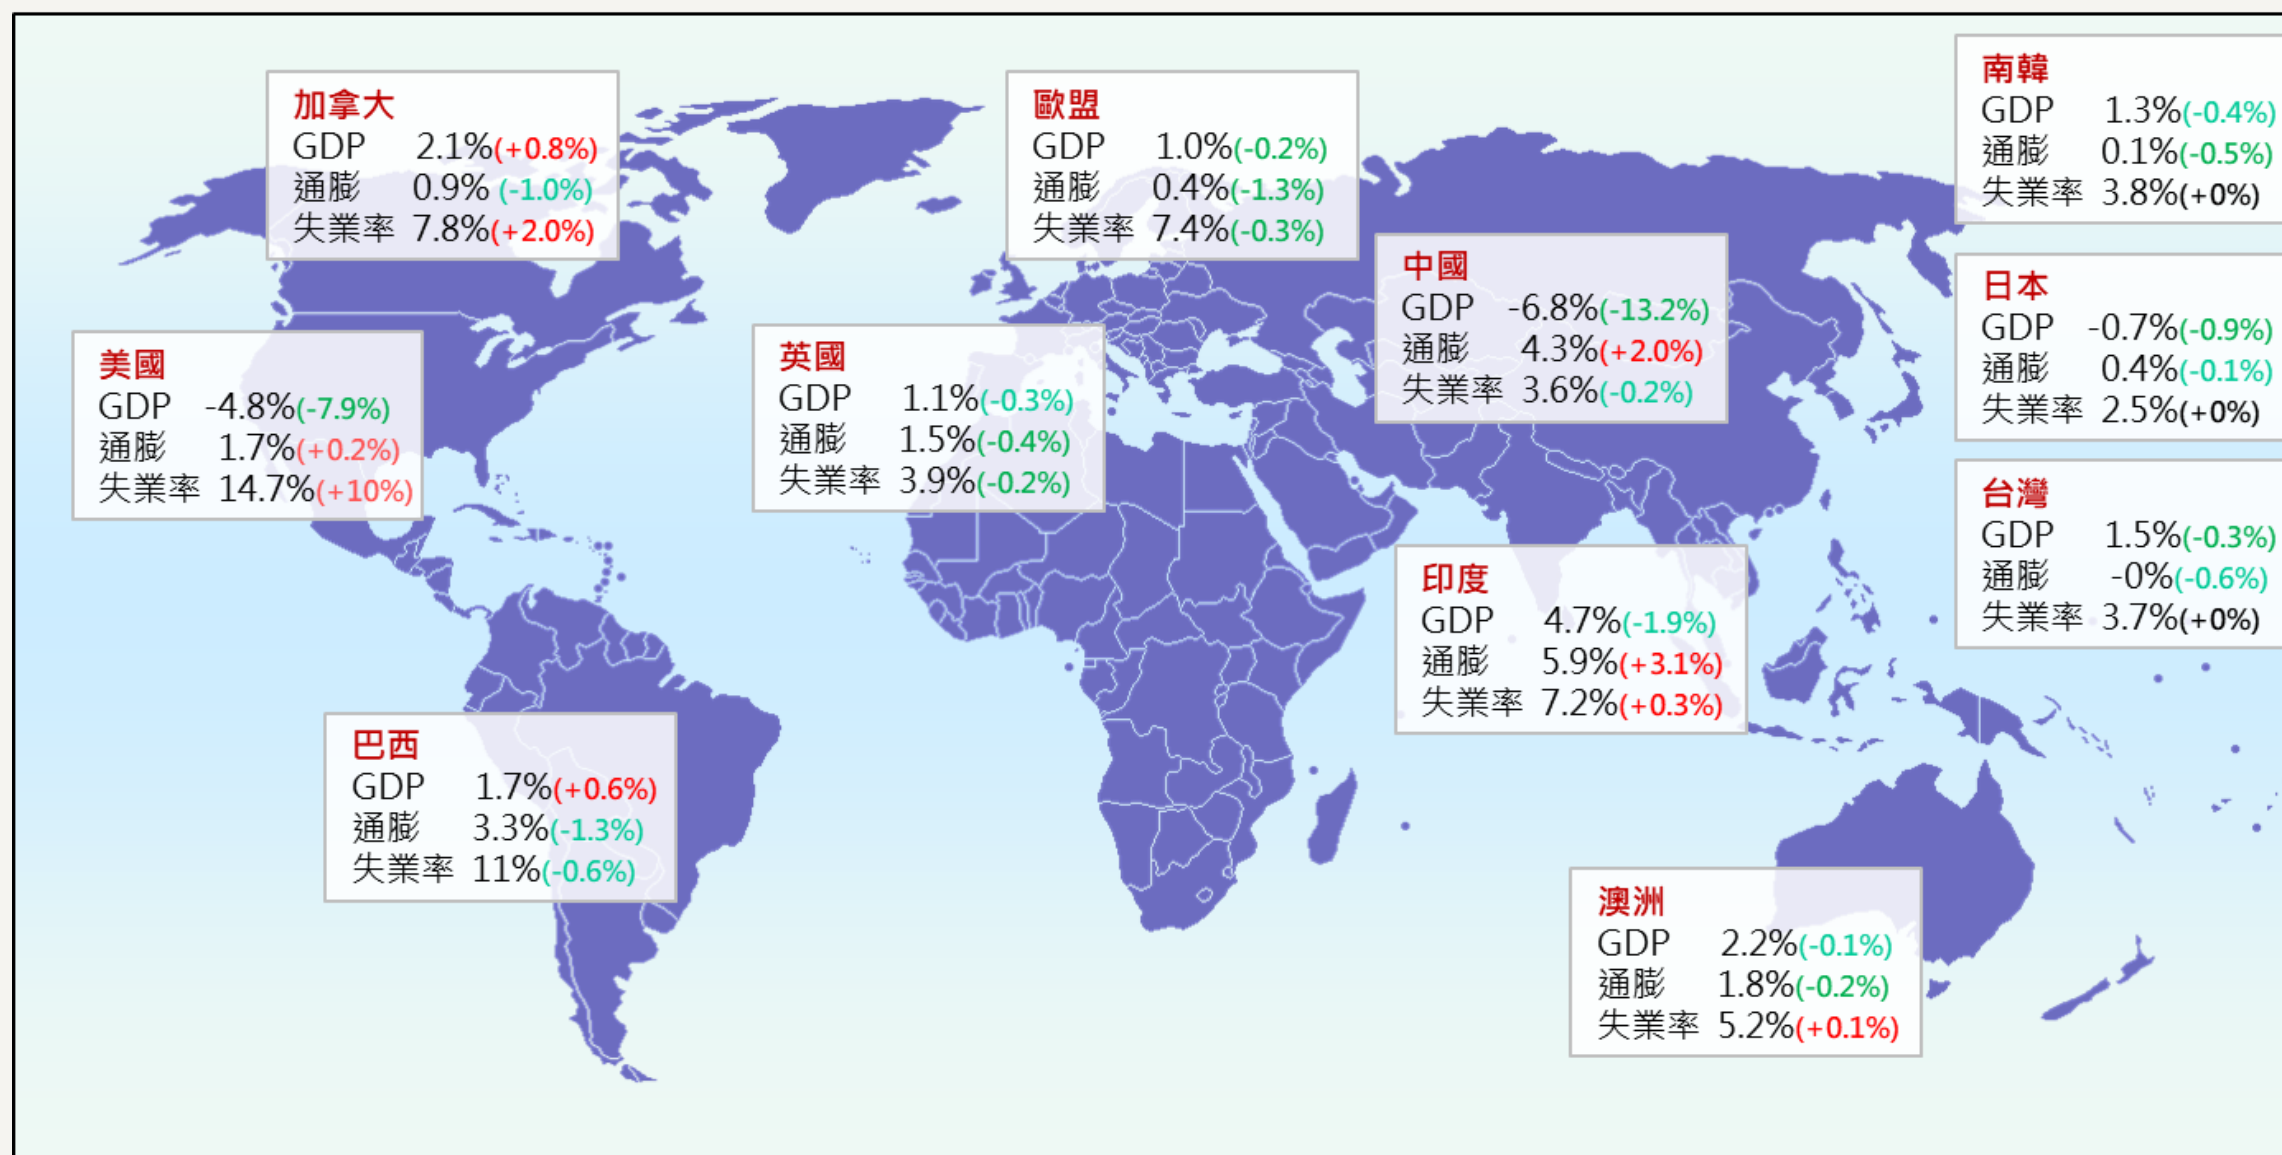 加拿大
GDP 2.1%(+0.8%)
通膨 0.9% (-1.0%)
失業率 7.8%(+2.0%)
歐盟
GDP 1.0%(-0.2%)
通膨 0.4%(-1.3%)
失業率 7.4%(-0.3%)
南韓
GDP 1.3%(-0.4%)
通膨 0.1%(-0.5%)
失業率 3.8%(+0%)
中國
GDP -6.8%(-13.2%)
通膨 4.3%(+2.0%)
失業率 3.6%(-0.2%)
日本
GDP -0.7%(-0.9%)
通膨 0.4%(-0.1%)
失業率 2.5%(+0%)
美國
GDP -4.8%(-7.9%)
通膨 1.7%(+0.2%)
失業率 14.7%(+10%)
英國
GDP 1.1%(-0.3%)
通膨 1.5%(-0.4%)
失業率 3.9%(-0.2%)
台灣
GDP 1.5%(-0.3%)
通膨 -0%(-0.6%)
失業率 3.7%(+0%)
印度
GDP 4.7%(-1.9%)
通膨 5.9%(+3.1%)
失業率 7.2%(+0.3%)
巴西
GDP 1.7%(+0.6%)
通膨 3.3%(-1.3%)
失業率 11%(-0.6%)
澳洲
GDP 2.2%(-0.1%)
通膨 1.8%(-0.2%)
失業率 5.2%(+0.1%)